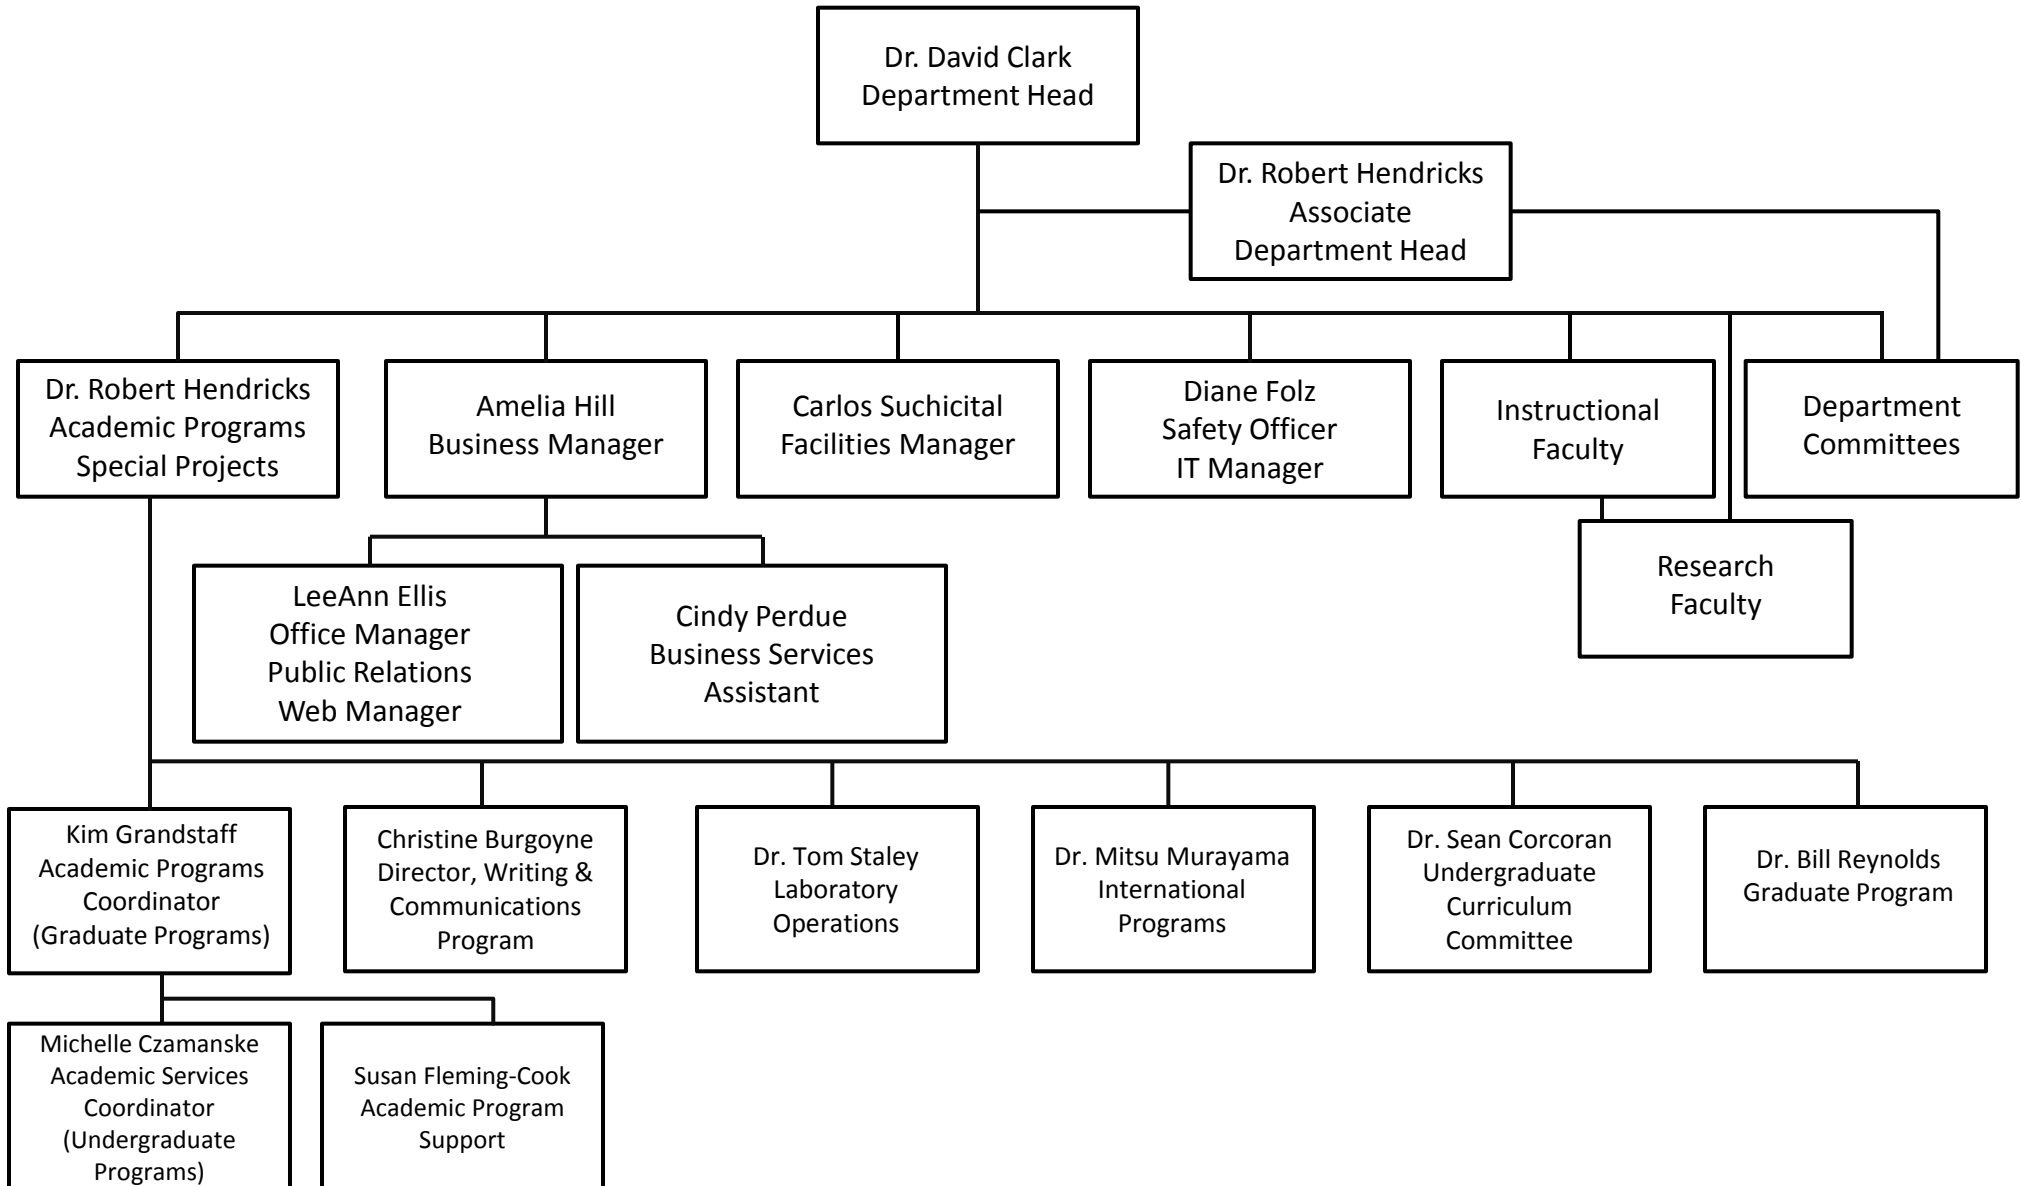 Dr. David Clark
Department Head
Dr. Robert Hendricks
Associate
Department Head
Dr. Robert Hendricks
Academic Programs
Special Projects
Amelia Hill
Business Manager
Carlos Suchicital
Facilities Manager
Diane Folz
Safety Officer
IT Manager
Instructional
Faculty
Department
Committees
Research
Faculty
LeeAnn Ellis
Office Manager
Public Relations
Web Manager
Cindy Perdue
Business Services
Assistant
Kim Grandstaff
Academic Programs
Coordinator
(Graduate Programs)
Christine Burgoyne
Director, Writing &
Communications
Program
Dr. Tom Staley
Laboratory
Operations
Dr. Mitsu Murayama
International
Programs
Dr. Sean Corcoran
Undergraduate
Curriculum
Committee
Dr. Bill Reynolds
Graduate Program
Michelle Czamanske
Academic Services
Coordinator
(Undergraduate
Programs)
Susan Fleming-Cook
Academic Program
Support